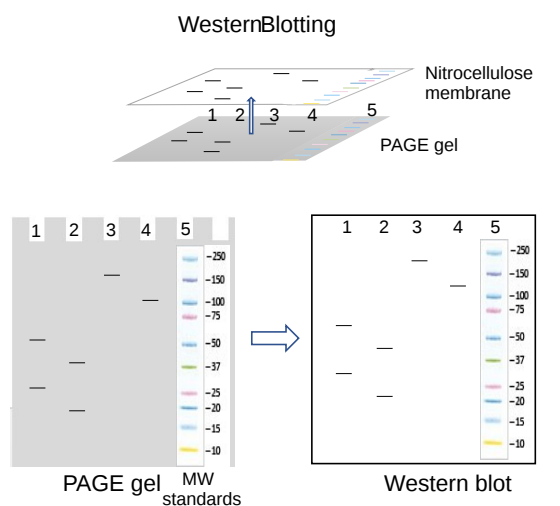 WesternBlotting
Nitrocellulose
membrane
1 2 3 4 5
PAGE gel
1 2 3 4 5
-250
-150
-100
-75
-50
-37
-25
-20
-15
-10
PAGE gel
MW
standards
1 2 3 4 5
-250
-150
-100
-75
-50
-37
-25
-20
-15
-10
Western blot